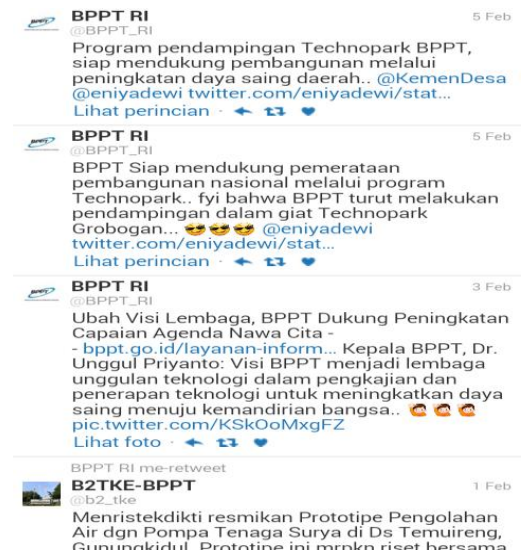 BPPT RI 5 Feb
@BPPT_RI
Program pendampingan Technopark BPPT,
siap mendukung pembangunan melalui
peningkatan daya saing daerah.. @KemenDesa
@eniyadewi twitter.com/eniyadewi/stat...
Lihat perincian ·
BPPT RI 5 Feb
@BPPT_RI
BPPT Siap mendukung pemerataan
pembangunan nasional melalui program
Technopark.. fyi bahwa BPPT turut melakukan
pendampingan dalam giat Technopark
Grobogan... 😎😎😎 @eniyadewi
twitter.com/eniyadewi/stat...
Lihat perincian ·
BPPT RI 3 Feb
@BPPT_RI
Ubah Visi Lembaga, BPPT Dukung Peningkatan
Capaian Agenda Nawa Cita -
- bppt.go.id/layanan-inform... Kepala BPPT, Dr.
Unggul Priyanto: Visi BPPT menjadi lembaga
unggulan teknologi dalam pengkajian dan
penerapan teknologi untuk meningkatkan daya
saing menuju kemandirian bangsa..
pic.twitter.com/KSkOoMxgFZ
Lihat foto ·
BPPT RI me-retweet
B2TKE-BPPT 1 Feb
@b2_tke
Menristekdikti resmikan Prototipe Pengolahan
Air dgn Pompa Tenaga Surya di Ds Temuireng,
Gunungkidul. Prototipe ini mrpkn riset bersama